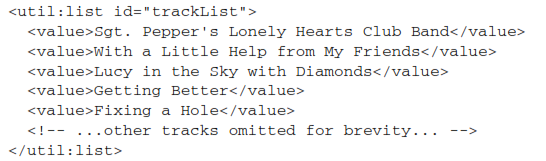 <util:list id="trackList">
<value>Sgt. Pepper's Lonely Hearts Club Band</value>
<value>With a Little Help from My Friends</value>
<value>Lucy in the Sky with Diamonds</value>
<value>Getting Better</value>
<value>Fixing a Hole</value>
<!-- ...other tracks omitted for brevity... -->
</util:list>